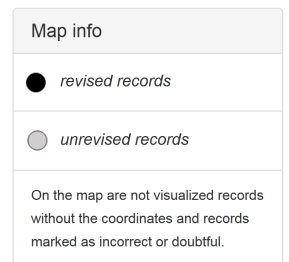 Map info
revised records
unrevised records
On the map are not visualized records
without the coordinates and records
marked as incorrect or doubtful.